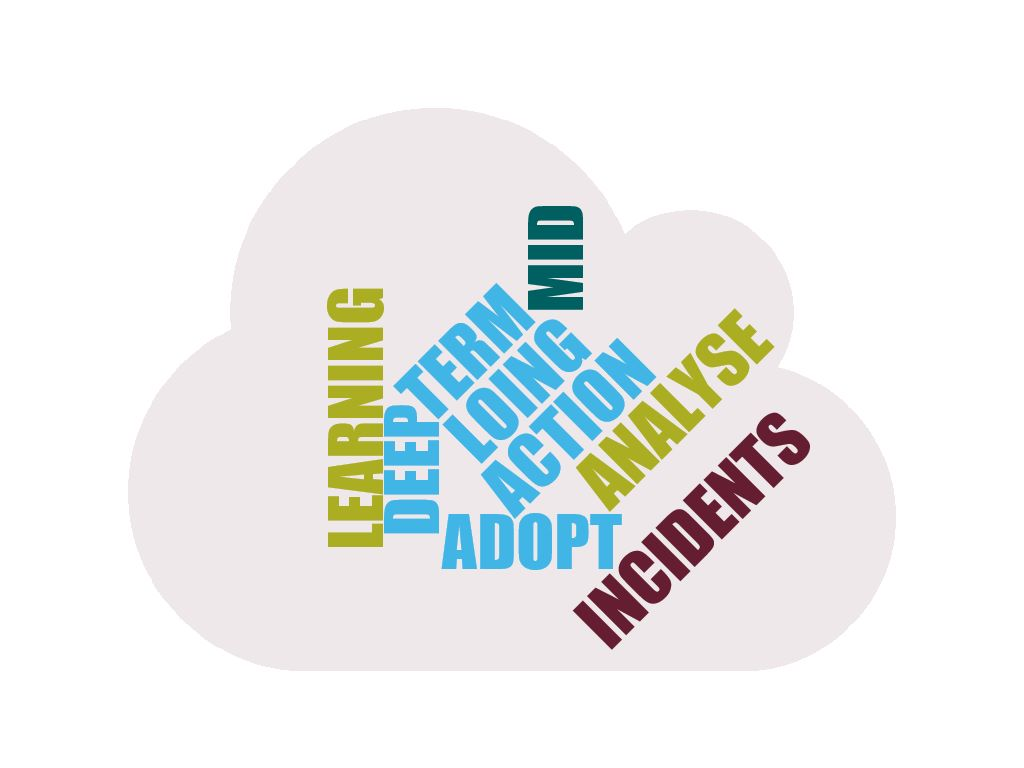 MID
TERM
LOING
ACTION
ANALYSE
LEARNING
DEEP
ADOPT
INCIDENTS